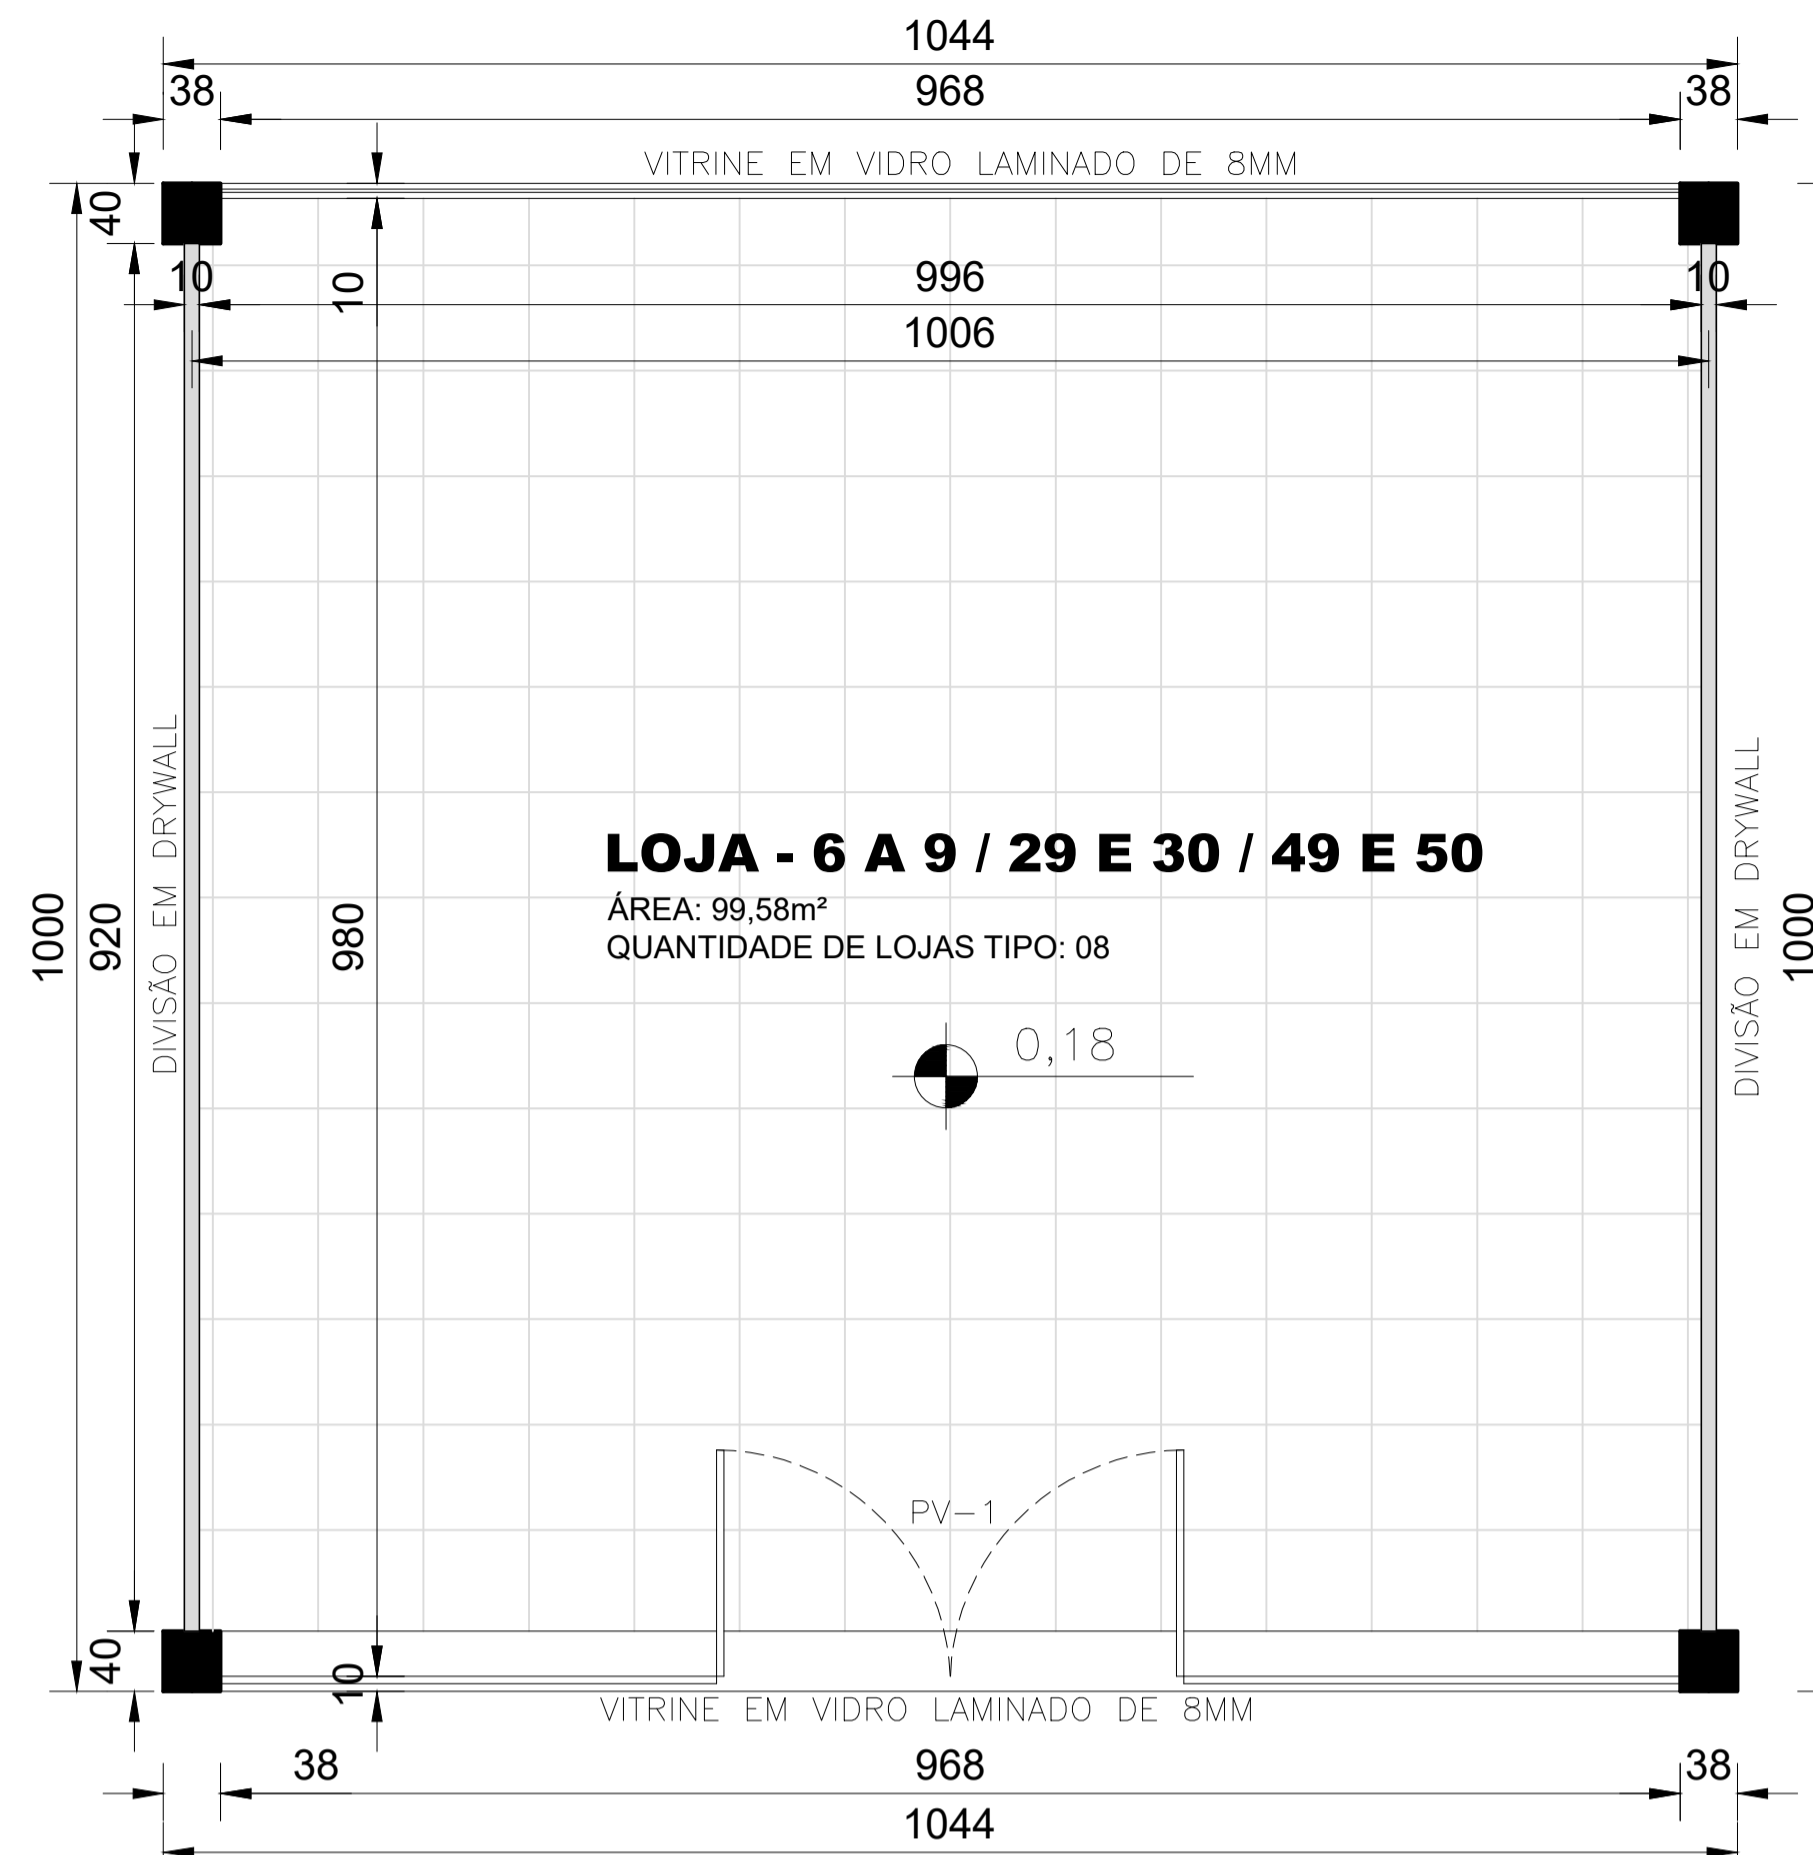 1044
38
968
38
VITRINE EM VIDRO LAMINADO DE 8MM
40
10
10
996
10
1006
DIVISÃO EM DRYWALL
DIVISÃO EM DRYWALL
LOJA - 6 A 9 / 29 E 30 / 49 E 50
ÁREA: 99,58m²
QUANTIDADE DE LOJAS TIPO: 08
1000
920
980
1000
0,18
PV-1
40
10
VITRINE EM VIDRO LAMINADO DE 8MM
38
968
38
1044